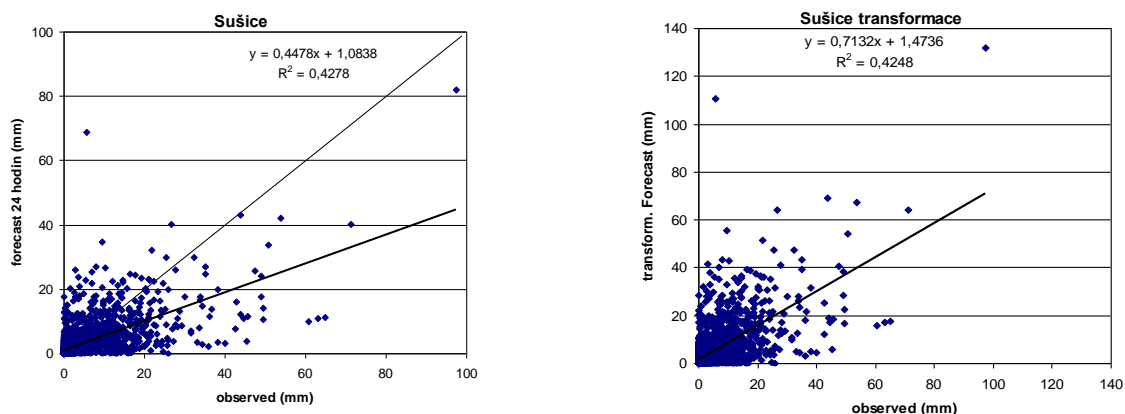 Sušice
y = 0,4478x + 1,0838
R² = 0,4278
forecast 24 hodin (mm)
100
80
60
40
20
0
0 20 40 60 80 100
observed (mm)
Sušice transformace
y = 0,7132x + 1,4736
R² = 0,4248
transform. Forecast (mm)
140
120
100
80
60
40
20
0
0 20 40 60 80 100 120 140
observed (mm)